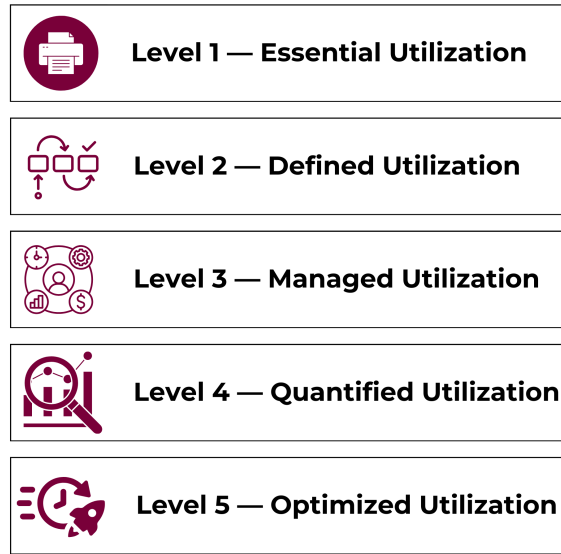 Level 1 — Essential Utilization
Level 2 — Defined Utilization
Level 3 — Managed Utilization
$
Level 4 — Quantified Utilization
Level 5 — Optimized Utilization